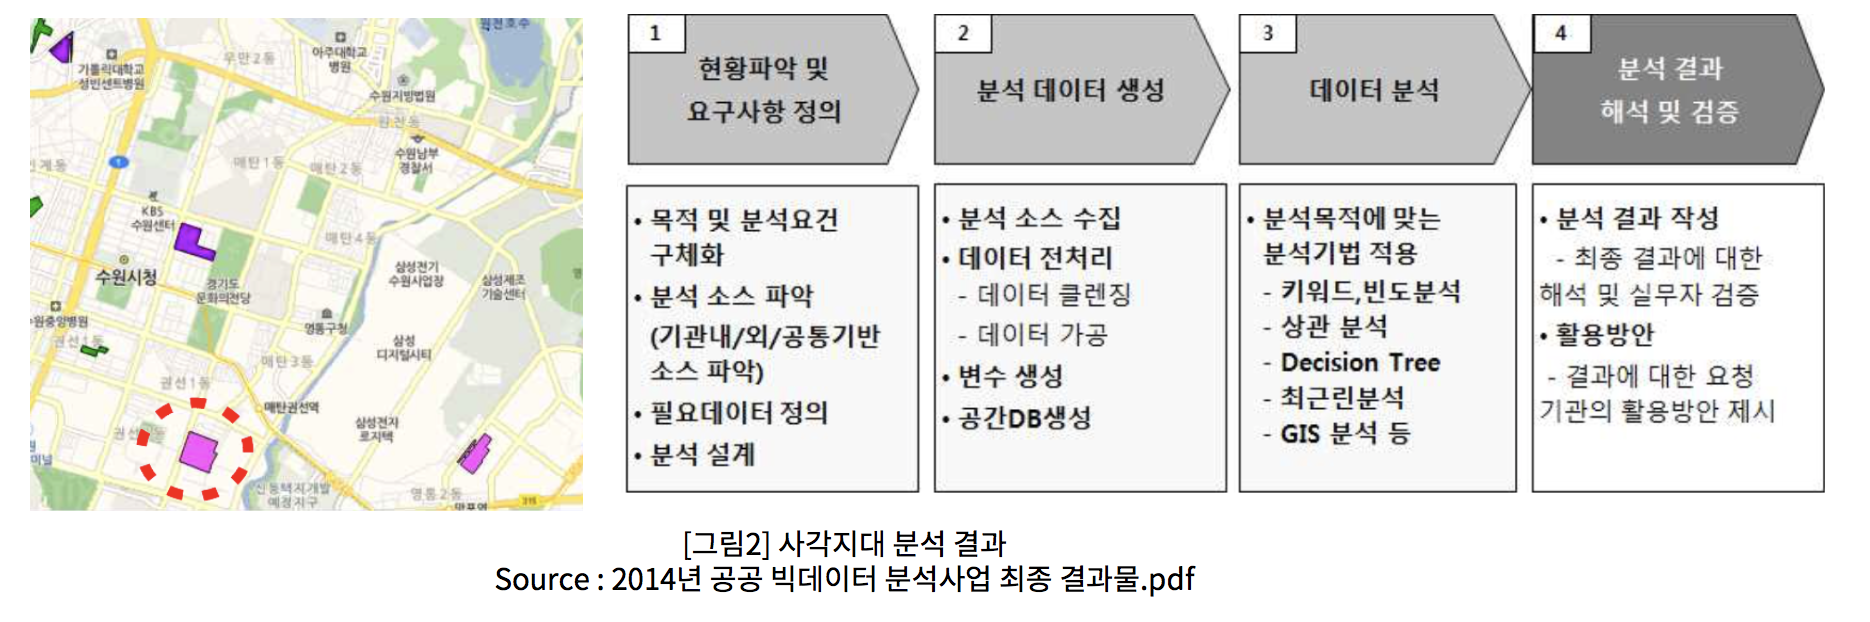 원천호수
가톨릭대학교
성빈센트병원
우만2동
아주대학교
병원
수원지방법원
원천동
수원남부
경찰서
인계동
1
매탄1동
매탄2동
KBS
수원센터
매탄4동
수원시청
경기도
문화의전당
삼성전기
수원사업장
삼성제조
기술센터
영통구청
삼성
디지털시티
권선1동
매탄3동
권선1동
매탄권선역
삼성전자
로지텍
미널
신동택지개발
예정지구
영통2동
망포역
1
현황파악 및
요구사항 정의
• 목적 및 분석요건
구체화
• 분석 소스 파악
(기관내/외/공통기반
소스 파악)
• 필요데이터 정의
• 분석 설계
2
분석 데이터 생성
• 분석 소스 수집
• 데이터 전처리
- 데이터 클렌징
- 데이터 가공
• 변수 생성
• 공간DB생성
3
데이터 분석
• 분석목적에 맞는
분석기법 적용
- 키워드,빈도분석
- 상관 분석
- Decision Tree
- 최근린분석
- GIS 분석 등
4
분석 결과
해석 및 검증
• 분석 결과 작성
- 최종 결과에 대한
해석 및 실무자 검증
• 활용방안
- 결과에 대한 요청
기관의 활용방안 제시
[그림2] 사각지대 분석 결과
Source : 2014년 공공 빅데이터 분석사업 최종 결과물.pdf